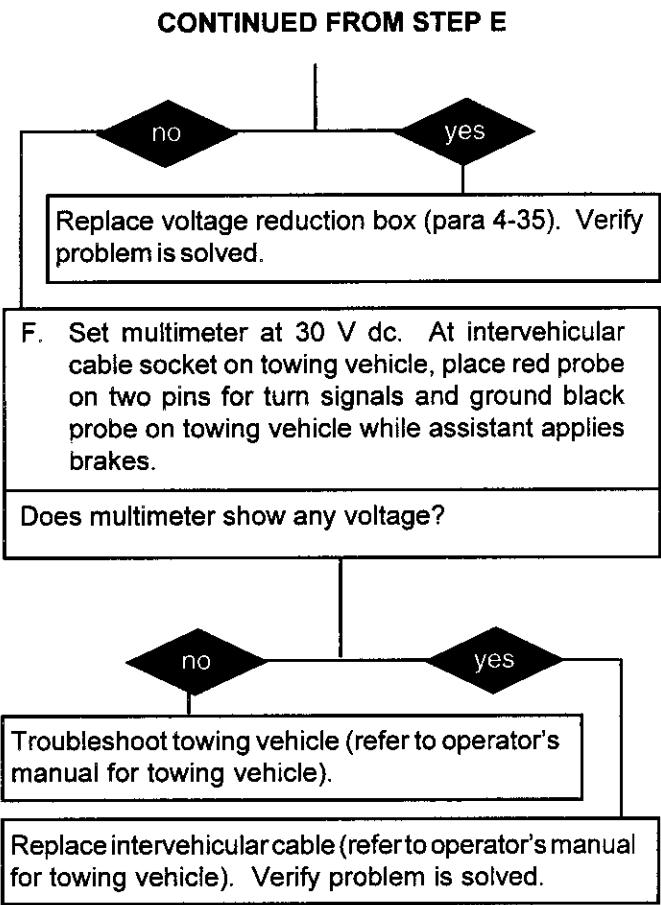 CONTINUED FROM STEP E
no
yes
Replace voltage reduction box (para 4-35). Verify
problem is solved.
F. Set multimeter at 30 V dc. At intervehicular
cable socket on towing vehicle, place red probe
on two pins for turn signals and ground black
probe on towing vehicle while assistant applies
brakes.
Does multimeter show any voltage?
no
yes
Troubleshoot towing vehicle (refer to operator's
manual for towing vehicle).
Replace intervehicular cable (refer to operator's manual
for towing vehicle). Verify problem is solved.